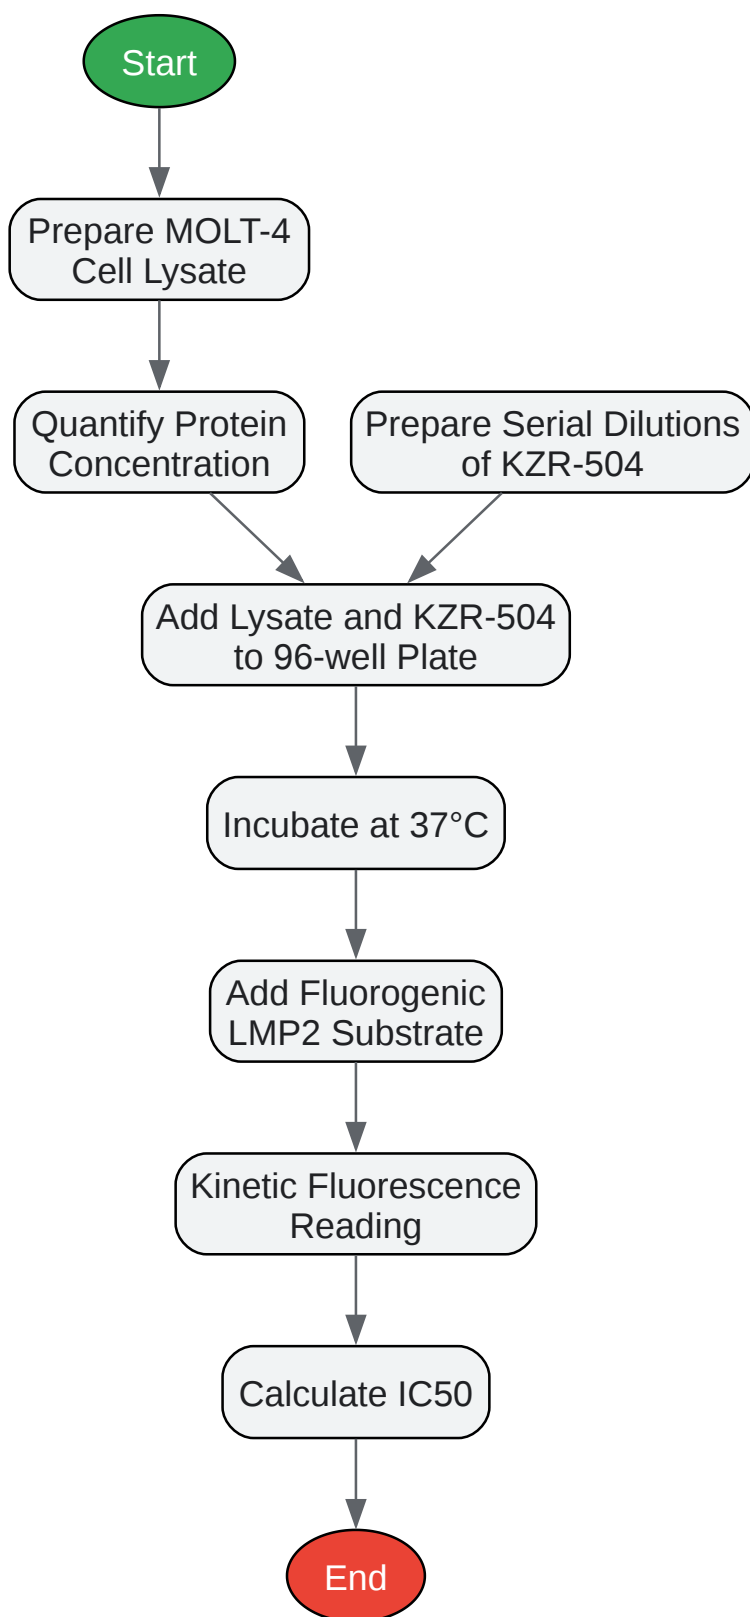 Start
Prepare MOLT-4
Cell Lysate
Quantify Protein
Concentration
Prepare Serial Dilutions
of KZR-504
Add Lysate and KZR-504
to 96-well Plate
Incubate at 37°C
Add Fluorogenic
LMP2 Substrate
Kinetic Fluorescence
Reading
Calculate IC50
End